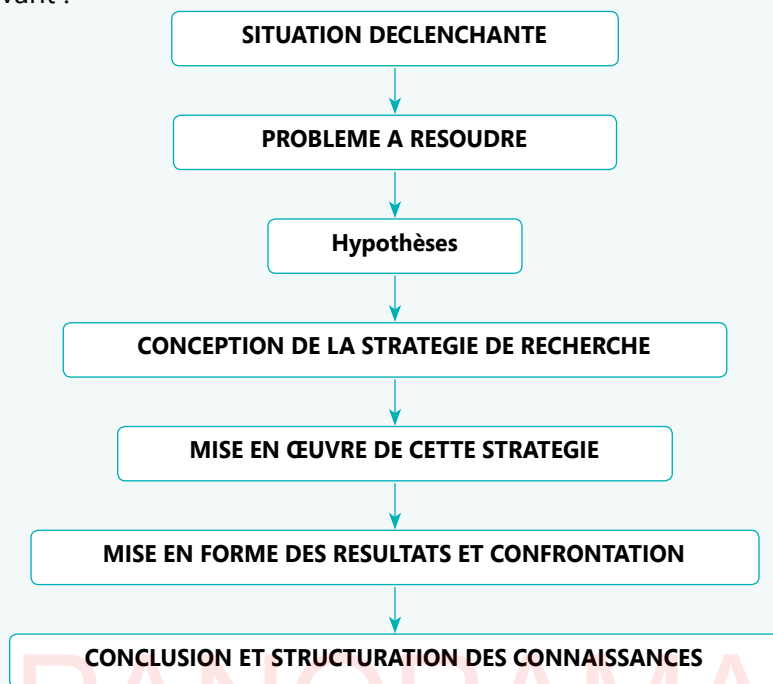 SITUATION DECLENCHANTE
PROBLEME A RESOUDRE
Hypothèses
CONCEPTION DE LA STRATEGIE DE RECHERCHE
MISE EN ŒUVRE DE CETTE STRATEGIE
MISE EN FORME DES RESULTATS ET CONFRONTATION
CONCLUSION ET STRUCTURATION DES CONNAISSANCES